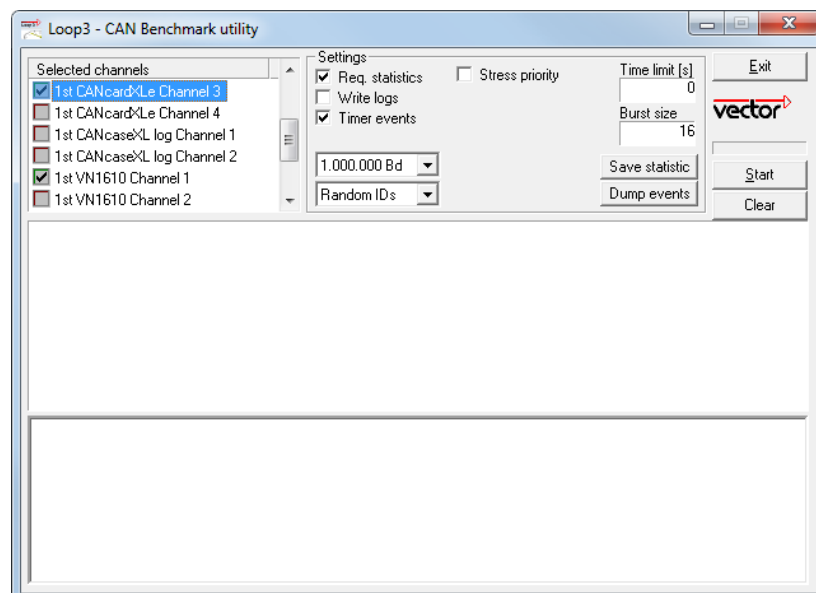 Loop3 - CAN Benchmark utility
Selected channels
1st CANcardXLe Channel 3
1st CANcardXLe Channel 4
1st CANcaseXL log Channel 1
1st CANcaseXL log Channel 2
1st VN1610 Channel 1
1st VN1610 Channel 2
Settings
Req. statistics
Write logs
Timer events
Stress priority
1.000.000 Bd
Random IDs
Time limit [s]
0
Burst size
16
Save statistic
Dump events
Exit
vector
Start
Clear